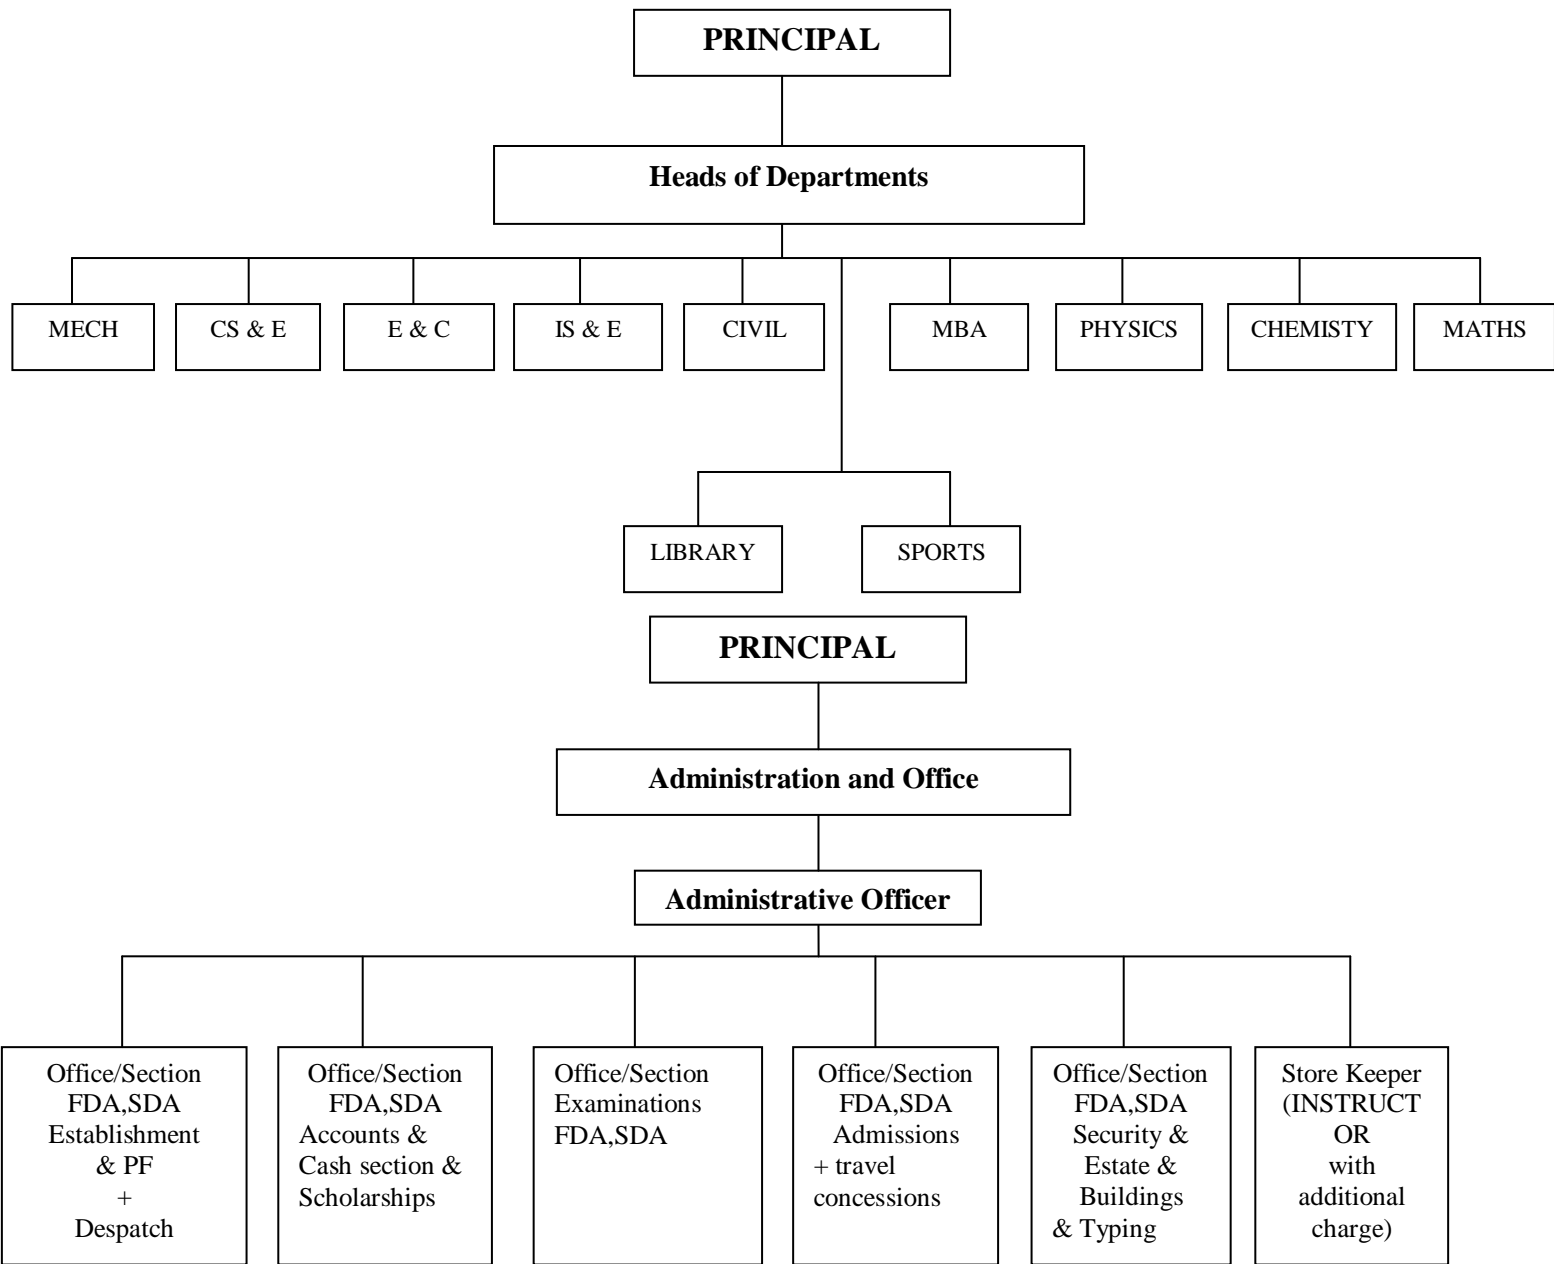 PRINCIPAL
Heads of Departments
MECH
CS & E
E & C
IS & E
CIVIL
MBA
PHYSICS
CHEMISTY
MATHS
LIBRARY
SPORTS
PRINCIPAL
Administration and Office
Administrative Officer
Office/Section
FDA,SDA
Establishment
& PF
+
Despatch
Office/Section
FDA,SDA
Accounts &
Cash section &
Scholarships
Office/Section
Examinations
FDA,SDA
Office/Section
FDA,SDA
Admissions
+ travel
concessions
Office/Section
FDA,SDA
Security &
Estate &
Buildings
& Typing
Store Keeper
(INSTRUCT
OR
with
additional
charge)